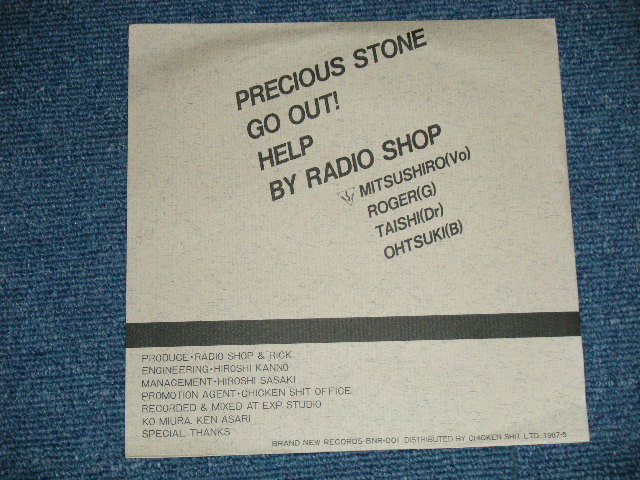 PRECIOUS STONE
GO OUT!
HELP
BY RADIO SHOP
MITSUSHIRO(Vo)
ROGER(G)
TAISHI(Dr)
OHTSUKI(B)
PRODUCE•RADIO SHOP & RICK
ENGINEERING•HIROSHI KANNO
MANAGEMENT•HIROSHI SASAKI
PROMOTION AGENT•CHICKEN SHIT OFFICE
RECORDED & MIXED AT EXP STUDIO
KO MIURA, KEN ASARI
SPECIAL THANKS
BRAND NEW RECORDS BNR-001 DISTRIBUTED BY CHICKEN SHIT LTD. 1987-5